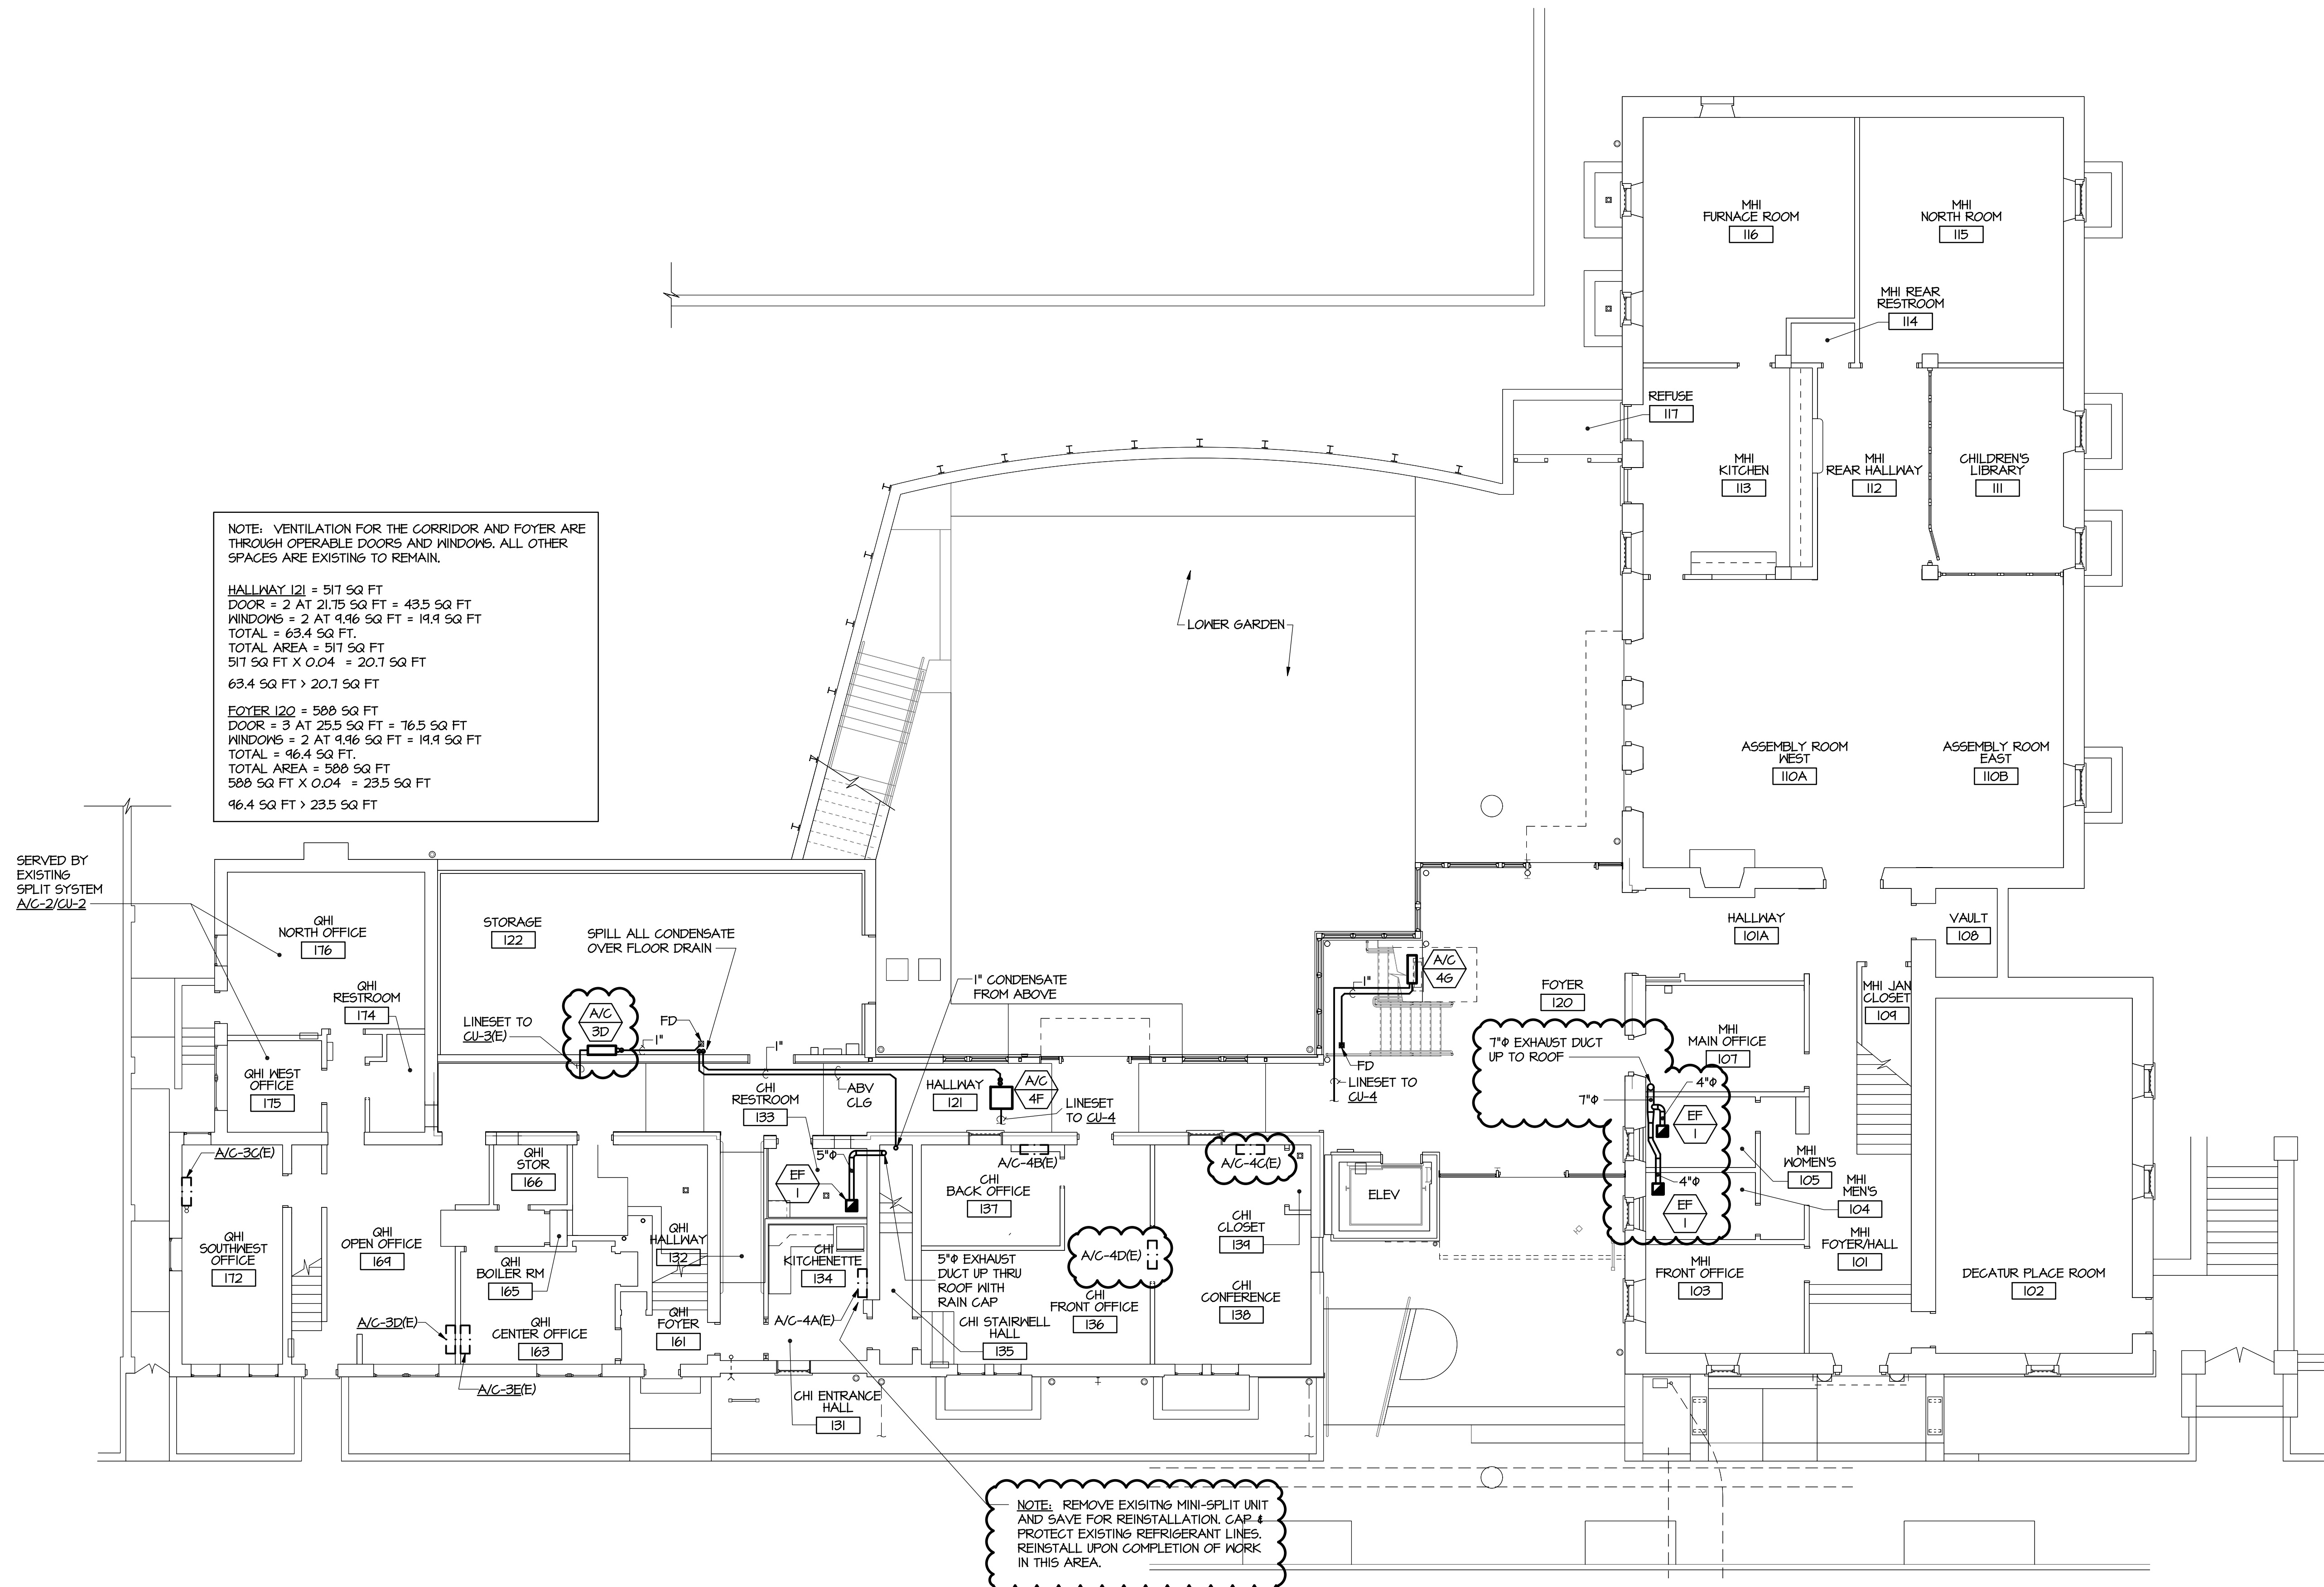 MHI
FURNACE ROOM
116
MHI
NORTH ROOM
115
MHI REAR
RESTROOM
114
REFUSE
117
MHI
KITCHEN
113
MHI
REAR HALLWAY
112
CHILDREN'S
LIBRARY
111
NOTE: VENTILATION FOR THE CORRIDOR AND FOYER ARE
THROUGH OPERABLE DOORS AND WINDOWS. ALL OTHER
SPACES ARE EXISTING TO REMAIN.
HALLWAY 121 = 517 SQ FT
DOOR = 2 AT 21.75 SQ FT = 43.5 SQ FT
WINDOWS = 2 AT 9.96 SQ FT = 19.9 SQ FT
TOTAL = 63.4 SQ FT.
TOTAL AREA = 517 SQ FT
517 SQ FT X 0.04 = 20.7 SQ FT
63.4 SQ FT > 20.7 SQ FT
FOYER 120 = 588 SQ FT
DOOR = 3 AT 25.5 SQ FT = 76.5 SQ FT
WINDOWS = 2 AT 9.96 SQ FT = 19.9 SQ FT
TOTAL = 96.4 SQ FT.
TOTAL AREA = 588 SQ FT
588 SQ FT X 0.04 = 23.5 SQ FT
96.4 SQ FT > 23.5 SQ FT
LOWER GARDEN
ASSEMBLY ROOM
WEST
110A
ASSEMBLY ROOM
EAST
110B
SERVED BY
EXISTING
SPLIT SYSTEM
A/C-2/CU-2
QHI
NORTH OFFICE
176
STORAGE
122
SPILL ALL CONDENSATE
OVER FLOOR DRAIN
HALLWAY
101A
VAULT
108
QHI
RESTROOM
174
1" CONDENSATE
FROM ABOVE
A/C
4G
1"
FOYER
120
MHI JAN
CLOSET
109
LINESET TO
CU-3(E)
A/C
3D
FD
1"
1"
7"Φ EXHAUST DUCT
UP TO ROOF
MHI
MAIN OFFICE
107
QHI WEST
OFFICE
175
CHI
RESTROOM
133
ABV
CLG
HALLWAY
121
A/C
4F
LINESET
TO CU-4
FD
LINESET TO
CU-4
7"Φ
4"Φ
EF
1
A/C-3C(E)
QHI
STOR
166
5"Φ
EF
1
A/C-4B(E)
CHI
BACK OFFICE
137
A/C-4C(E)
ELEV
4"Φ
EF
1
MHI
WOMEN'S
105
MHI
MEN'S
104
QHI
SOUTHWEST
OFFICE
172
QHI
OPEN OFFICE
169
QHI
HALLWAY
132
CHI
KITCHENETTE
134
CHI
CLOSET
139
A/C-4D(E)
MHI
FOYER/HALL
101
QHI
BOILER RM
165
5"Φ EXHAUST
DUCT UP THRU
ROOF WITH
RAIN CAP
CHI
FRONT OFFICE
136
CHI
CONFERENCE
138
MHI
FRONT OFFICE
103
DECATUR PLACE ROOM
102
A/C-3D(E)
QHI
CENTER OFFICE
163
QHI
FOYER
161
A/C-4A(E)
CHI STAIRWELL
HALL
135
A/C-3E(E)
CHI ENTRANCE
HALL
131
NOTE: REMOVE EXISITNG MINI-SPLIT UNIT
AND SAVE FOR REINSTALLATION. CAP &
PROTECT EXISTING REFRIGERANT LINES.
REINSTALL UPON COMPLETION OF WORK
IN THIS AREA.